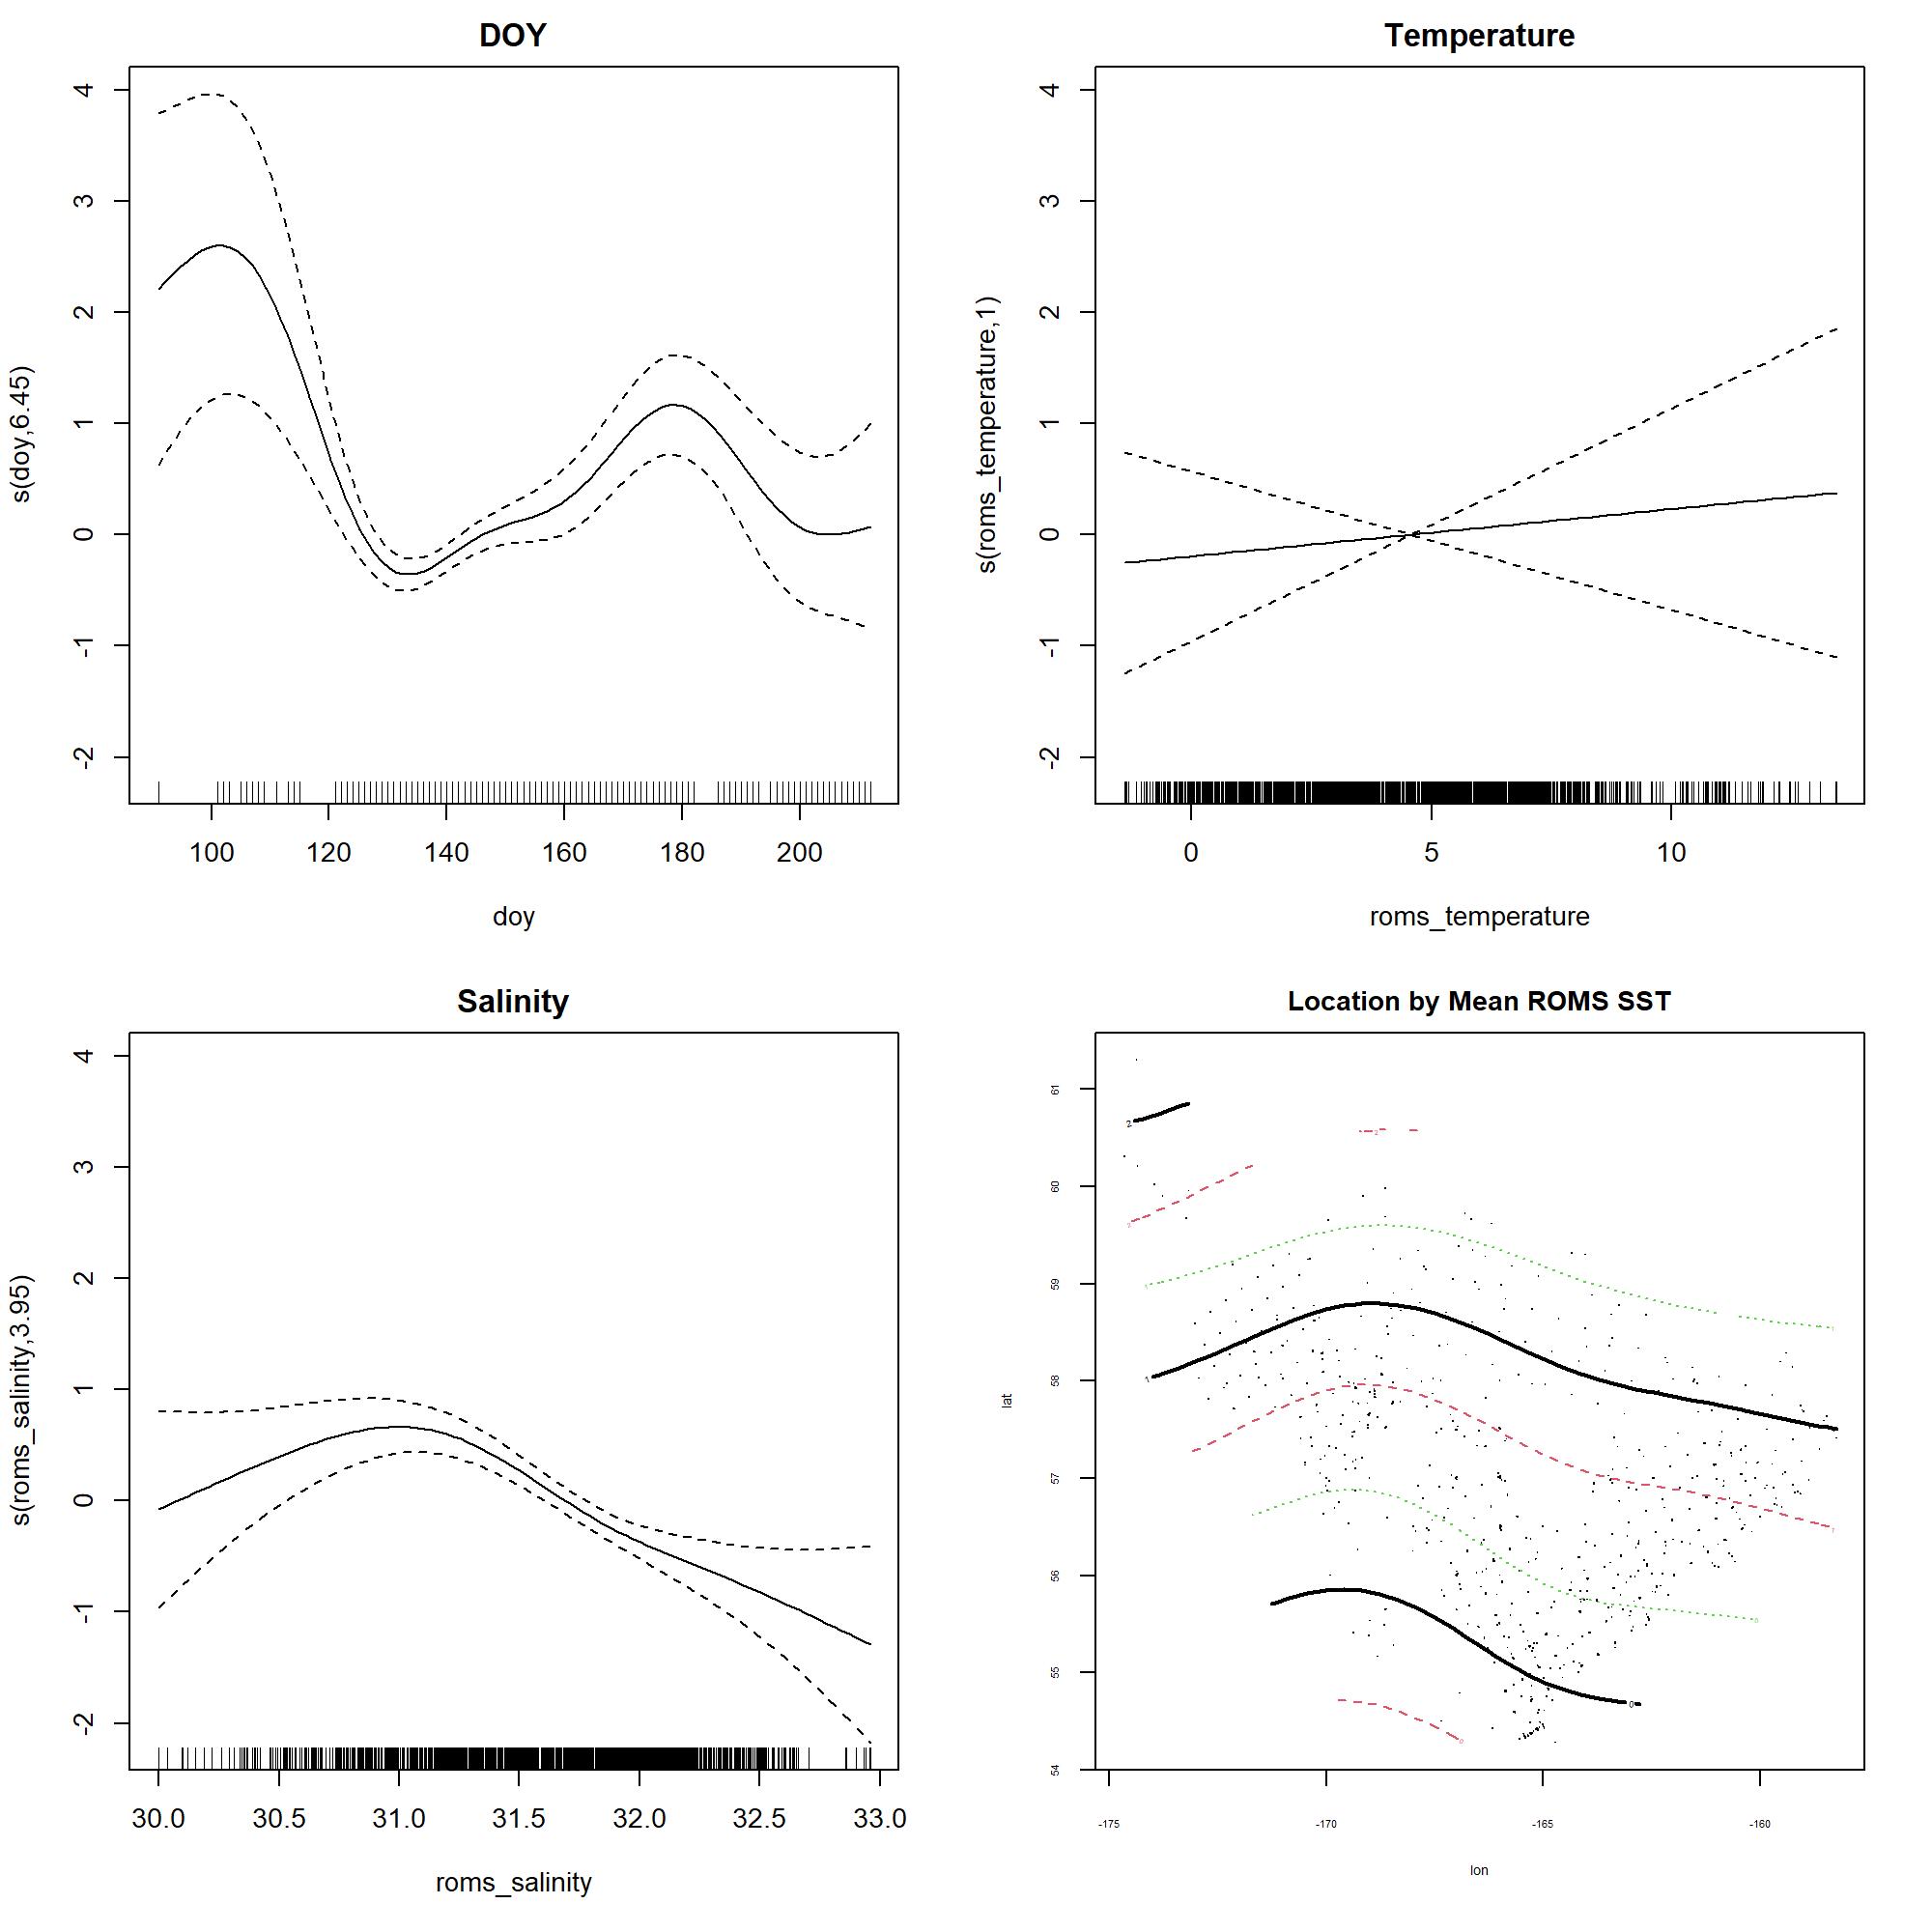 DOY
4
3
2
1
0
-1
-2
s(doy,6.45)
100 120 140 160 180 200
doy
Temperature
4
3
2
1
0
-1
-2
s(roms_temperature,1)
0 5 10
roms_temperature
Salinity
4
3
2
1
0
-1
-2
s(roms_salinity,3.95)
30.0 30.5 31.0 31.5 32.0 32.5 33.0
roms_salinity
Location by Mean ROMS SST
61
60
59
58
57
56
55
54
lat
2
0
-175 -170 -165 -160
lon